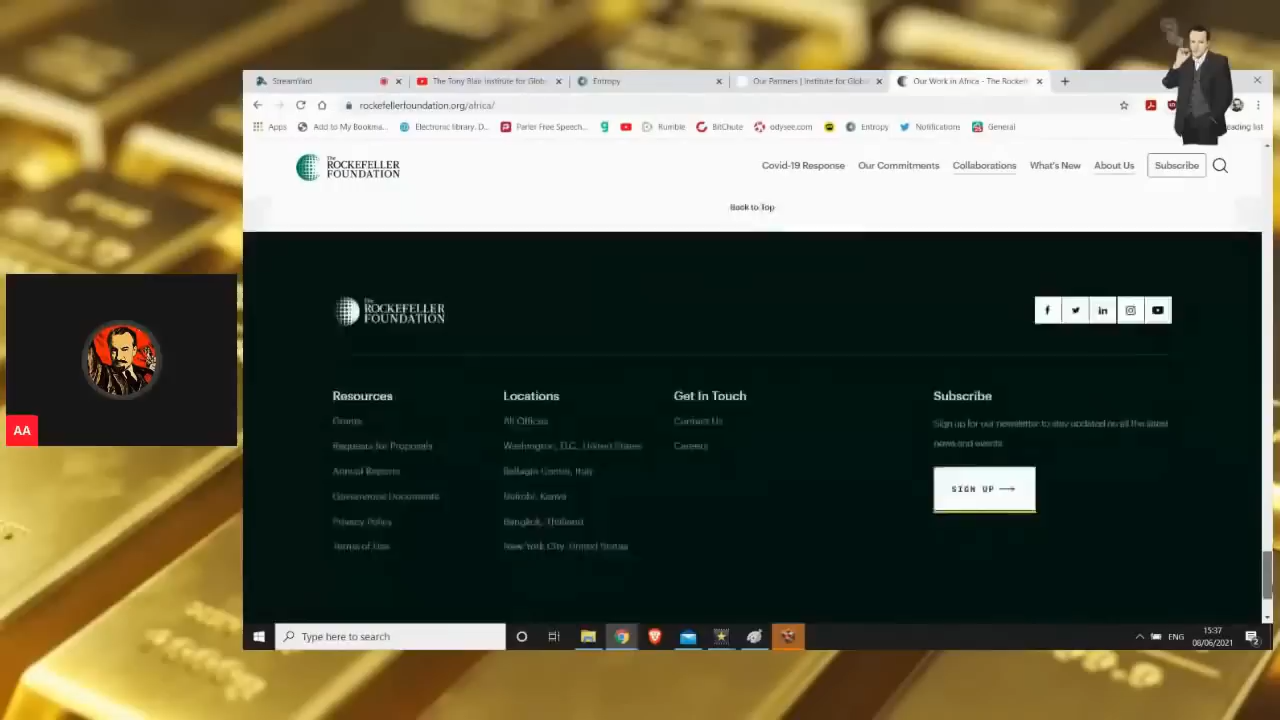 StreamYard
The Tony Blair Institute for Glob
Entropy
Our Partners | Institute for Globa
Our Work in Africa - The Rockefe
rockefellerfoundation.org/africa/
Apps
Add to My Bookma...
Electronic library. D...
Parler Free Speech...
Rumble
BitChute
odysee.com
Entropy
Notifications
General
ading list
The
ROCKEFELLER
FOUNDATION
Covid-19 Response
Our Commitments
Collaborations
What's New
About Us
Subscribe
Back to Top
The
ROCKEFELLER
FOUNDATION
Resources
Grants
Requests for Proposals
Annual Reports
Governance Documents
Privacy Policy
Terms of Use
Locations
All Offices
Washington, D.C., United States
Bellagio Center, Italy
Nairobi, Kenya
Bangkok, Thailand
New York City, United States
Get In Touch
Contact Us
Careers
Subscribe
Sign up for our newsletter to stay updated on all the latest
news and events.
SIGN UP
AA
Type here to search
ENG
15:37
08/06/2021
2